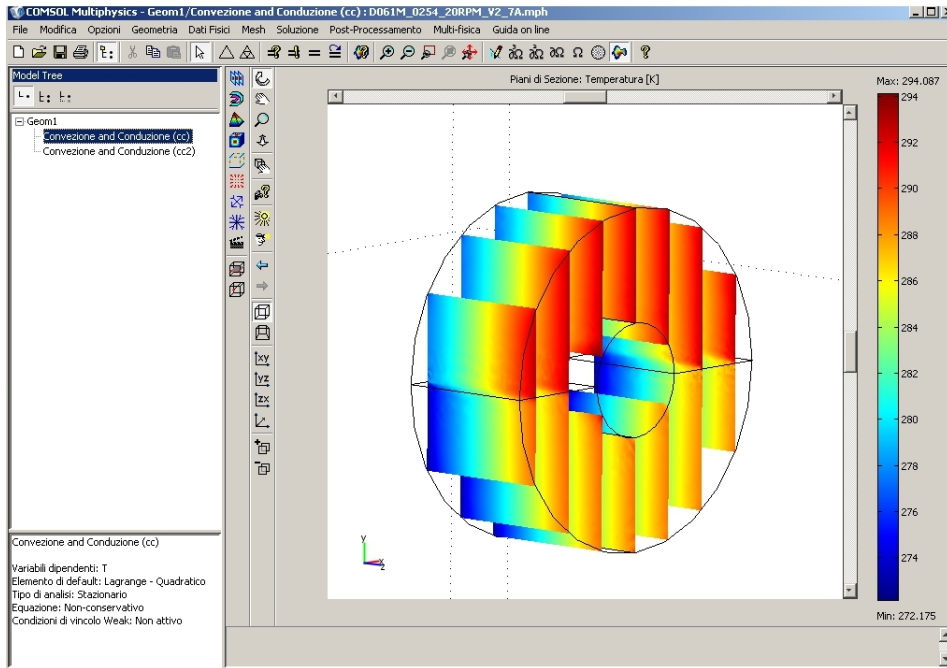 COMSOL Multiphysics - Geom1/Convezione and Conduzione (cc) : D061M_0254_20RPM_V2_7A.mph
File Modifica Opzioni Geometria Dati Fisici Mesh Soluzione Post-Processamento Multi-fisica Guida on line
Model Tree
Geom1
Convezione and Conduzione (cc)
Convezione and Conduzione (cc2)
Convezione and Conduzione (cc)
Variabili dipendenti: T
Elemento di default: Lagrange - Quadratico
Tipo di analisi: Stazionario
Equazione: Non-conservativo
Condizioni di vincolo Weak: Non attivo
xy
yz
zx
Piani di Sezione: Temperatura [K]
y
x
z
Max: 294.087
294
292
290
288
286
284
282
280
278
276
274
Min: 272.175